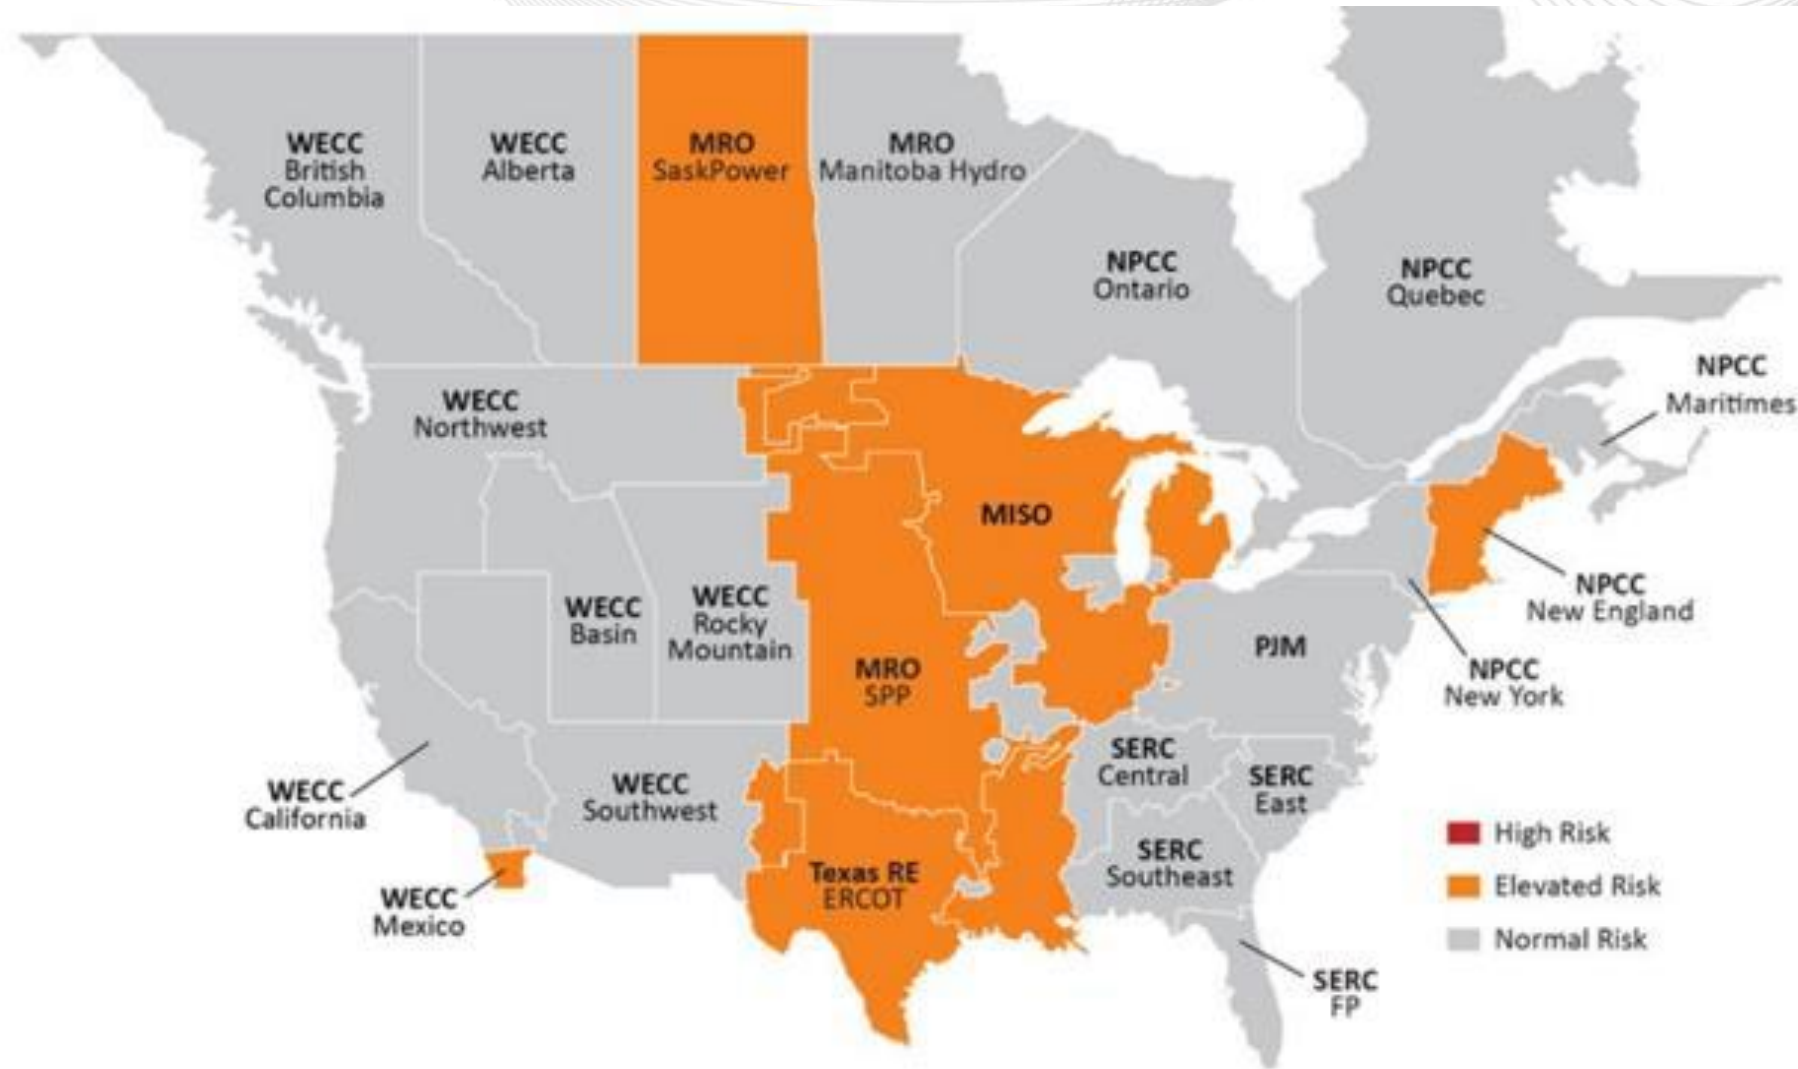 WECC
British
Columbia
WECC
Alberta
MRO
SaskPower
MRO
Manitoba Hydro
NPCC
Ontario
NPCC
Quebec
NPCC
Maritimes
WECC
Northwest
MISO
NPCC
New England
WECC
Basin
WECC
Rocky
Mountain
MRO
SPP
PJM
NPCC
New York
WECC
California
WECC
Southwest
SERC
Central
SERC
East
WECC
Mexico
Texas RE
ERCOT
SERC
Southeast
SERC
FP
High Risk
Elevated Risk
Normal Risk